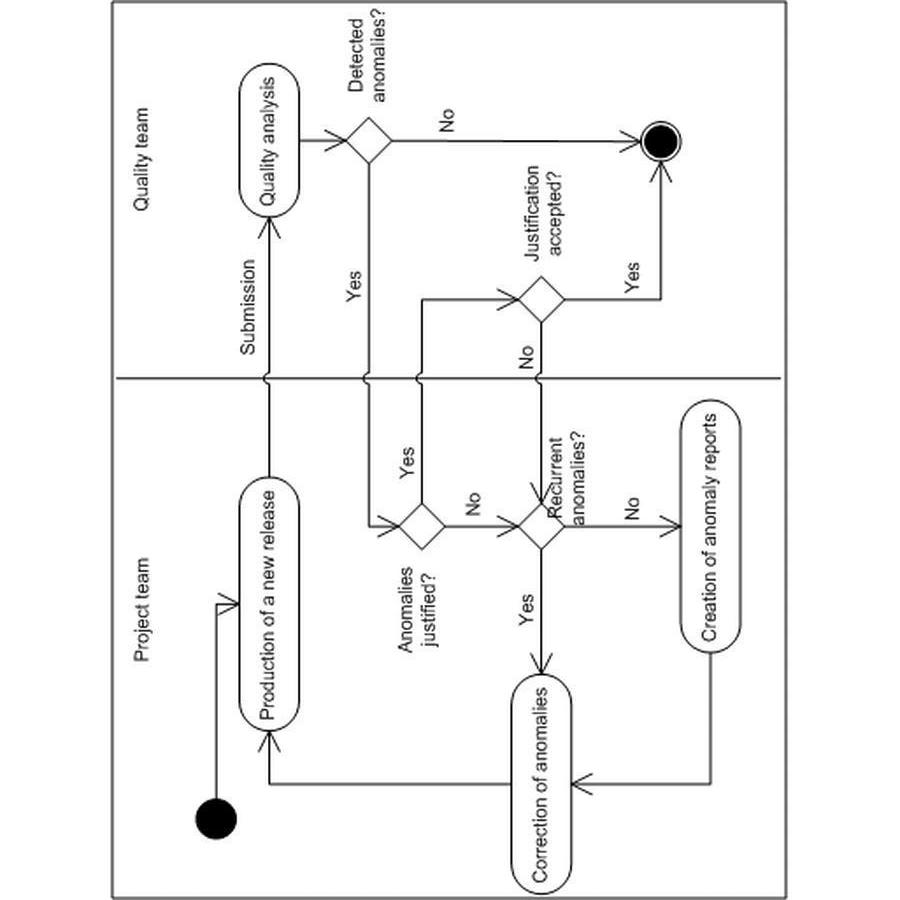 Project team
Quality team
Production of a new release
Submission
Quality analysis
Detected
anomalies?
No
Yes
Anomalies
justified?
Yes
No
Justification
accepted?
Yes
No
Recurrent
anomalies?
Yes
No
Correction of anomalies
Creation of anomaly reports